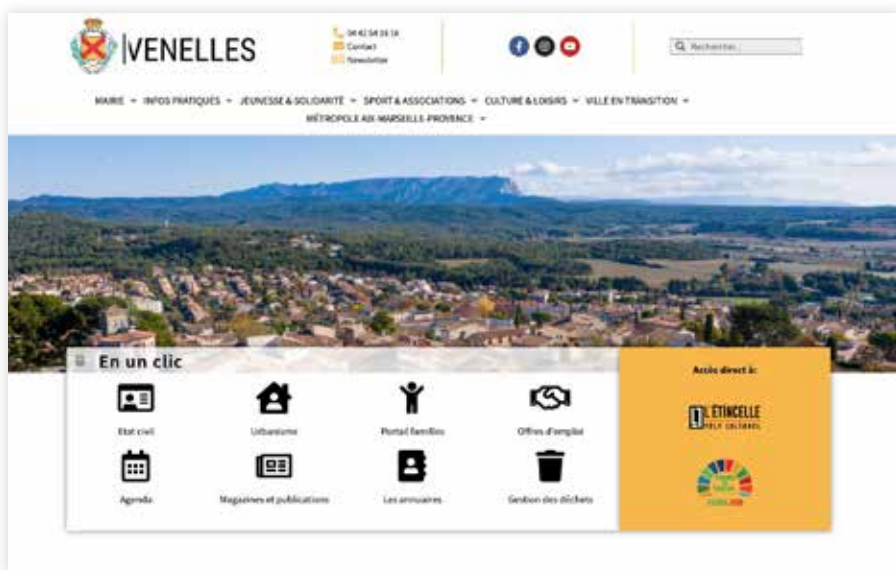 VENELLES
04 42 54 16 16
Contact
Newsletter
Rechercher...
MAIRIE INFOS PRATIQUES JEUNESSE & SOLIDARITÉ SPORT & ASSOCIATIONS CULTURE & LOISIRS VILLE EN TRANSITION
MÉTROPOLE AIX-MARSEILLE-PROVENCE
En un clic
Accès direct à:
Etat civil
Urbanisme
Portail familles
Offres d'emploi
L'ÉTINCELLE
PÔLE CULTUREL
Agenda
Magazines et publications
Les annuaires
Gestion des déchets